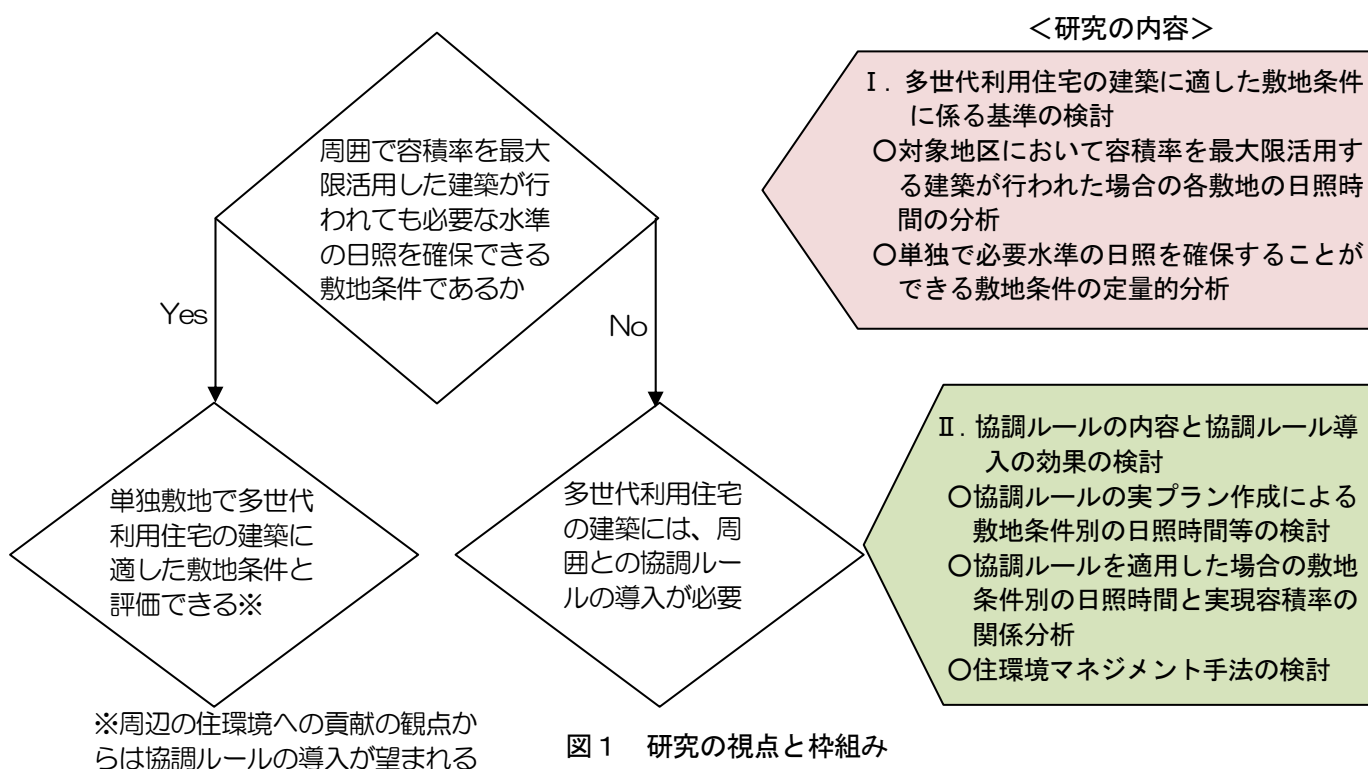 周囲で容積率を最大
限活用した建築が行
われても必要な水準
の日照を確保できる
敷地条件であるか
Yes
No
単独敷地で多世代
利用住宅の建築に
適した敷地条件と
評価できる※
多世代利用住宅
の建築には、周
囲との協調ルー
ルの導入が必要
※周辺の住環境への貢献の観点か
らは協調ルールの導入が望まれる
＜研究の内容＞
Ⅰ．多世代利用住宅の建築に適した敷地条件
に係る基準の検討
○対象地区において容積率を最大限活用す
る建築が行われた場合の各敷地の日照時
間の分析
○単独で必要水準の日照を確保することが
できる敷地条件の定量的分析
Ⅱ．協調ルールの内容と協調ルール導
入の効果の検討
○協調ルールの実プラン作成による
敷地条件別の日照時間等の検討
○協調ルールを適用した場合の敷地
条件別の日照時間と実現容積率の
関係分析
○住環境マネジメント手法の検討
図１　研究の視点と枠組み